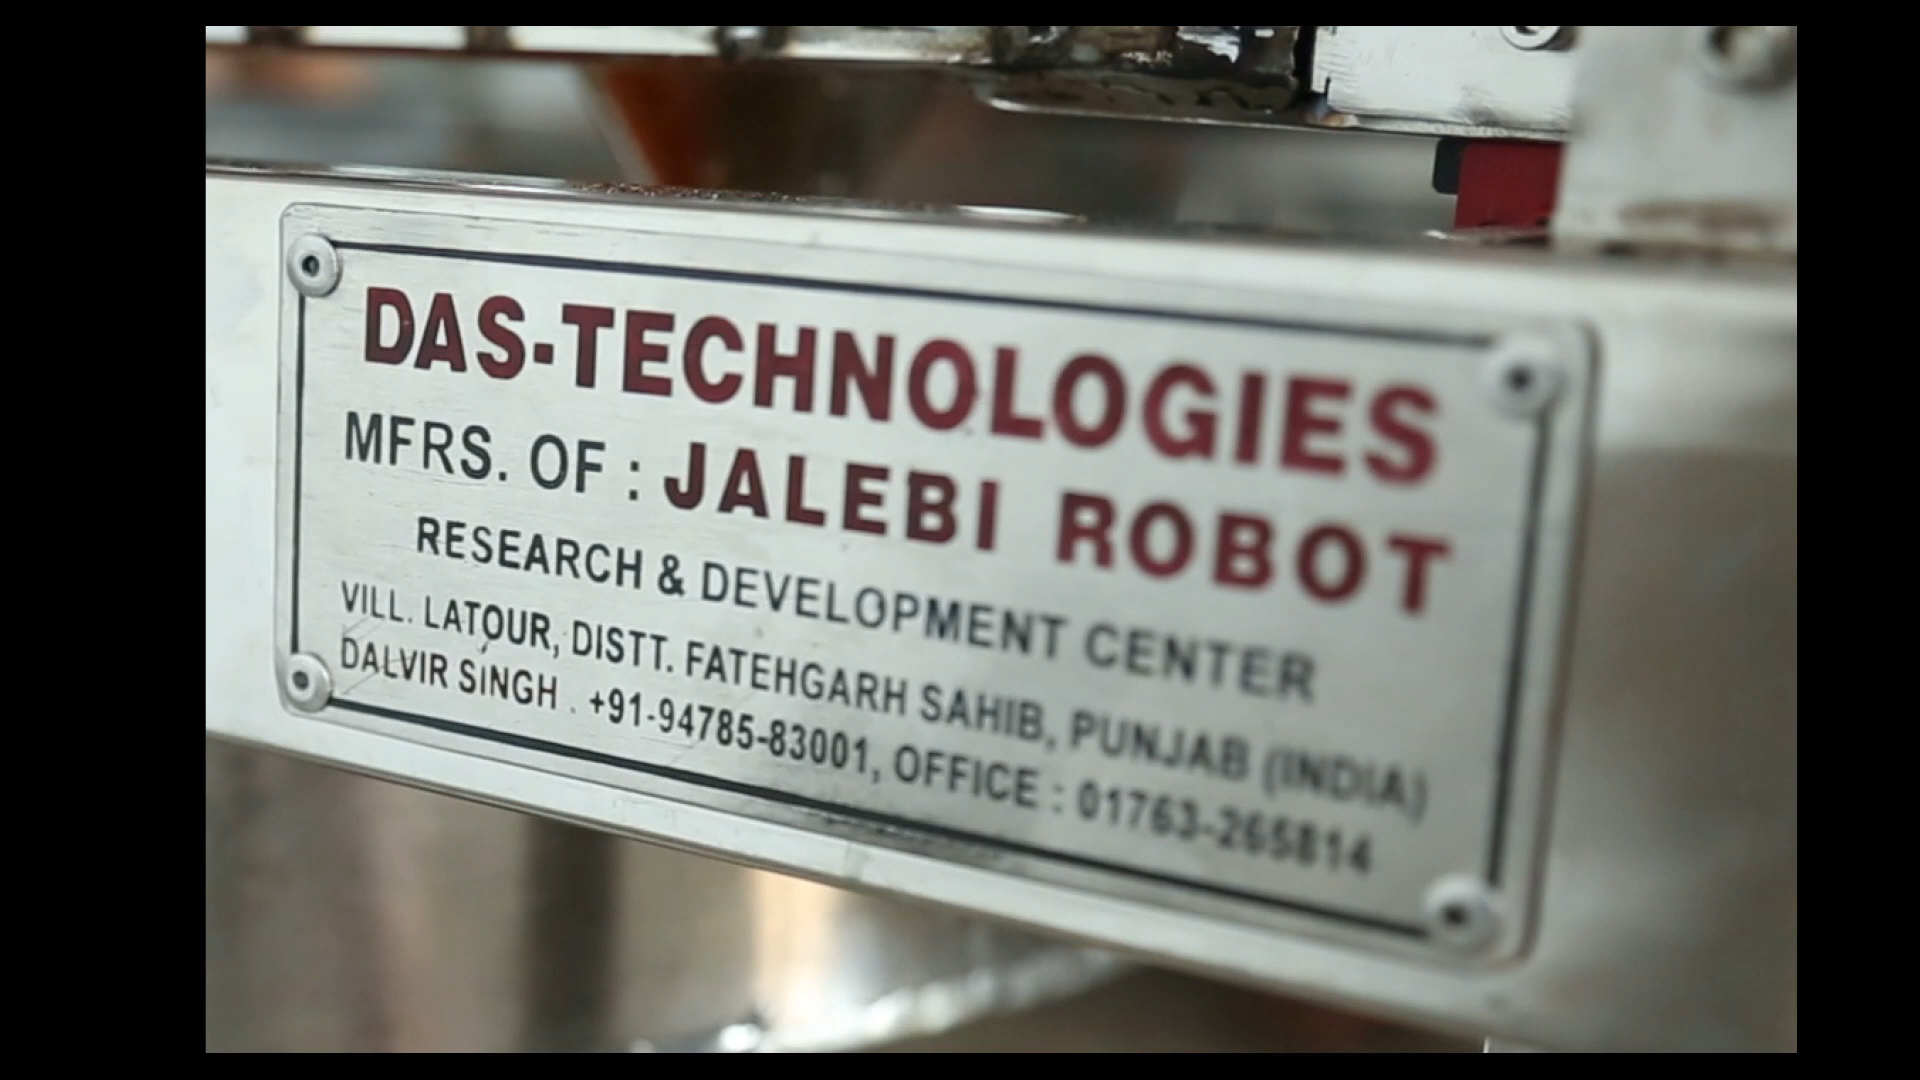 DAS-TECHNOLOGIES
MFRS. OF : JALEBI ROBOT
RESEARCH & DEVELOPMENT CENTER
VILL. LATOUR, DISTT. FATEHGARH SAHIB, PUNJAB (INDIA)
DALVIR SINGH . +91-94785-83001, OFFICE : 01763-265814